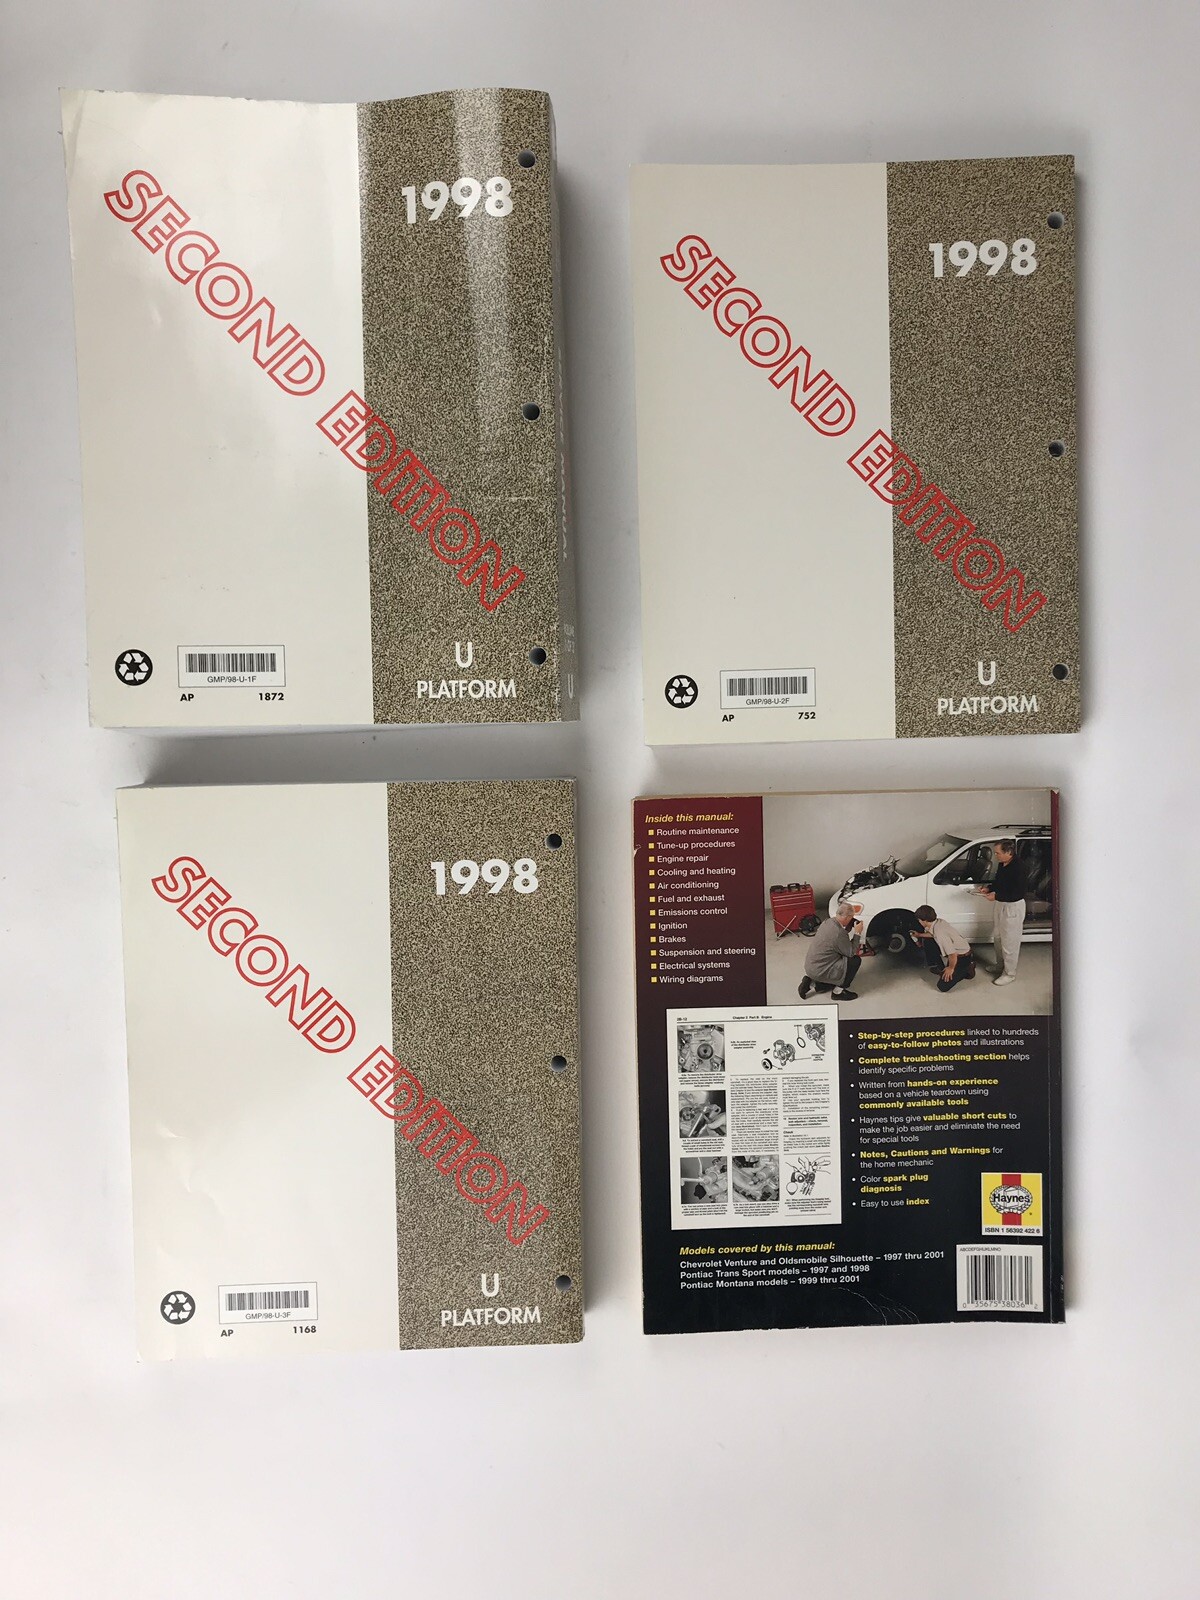 1998
SECOND EDITION
U
PLATFORM
GMP/98-U-1F
AP 1872
1998
SECOND EDITION
U
PLATFORM
GMP/98-U-2F
AP 752
1998
SECOND EDITION
U
PLATFORM
GMP/98-U-3F
AP 1168
Inside this manual:
Routine maintenance
Tune-up procedures
Engine repair
Cooling and heating
Air conditioning
Fuel and exhaust
Emissions control
Ignition
Brakes
Suspension and steering
Electrical systems
Wiring diagrams
• Step-by-step procedures linked to hundreds
of easy-to-follow photos and illustrations
• Complete troubleshooting section helps
identify specific problems
• Written from hands-on experience
based on a vehicle teardown using
commonly available tools
• Haynes tips give valuable short cuts to
make the job easier and eliminate the need
for special tools
• Notes, Cautions and Warnings for
the home mechanic
• Color spark plug
diagnosis
• Easy to use index
Haynes
ISBN 1 56392 422 6
Models covered by this manual:
Chevrolet Venture and Oldsmobile Silhouette – 1997 thru 2001
Pontiac Trans Sport models – 1997 and 1998
Pontiac Montana models – 1999 thru 2001
ABCDEFGHIJKLMNO
0 35675 38036 2